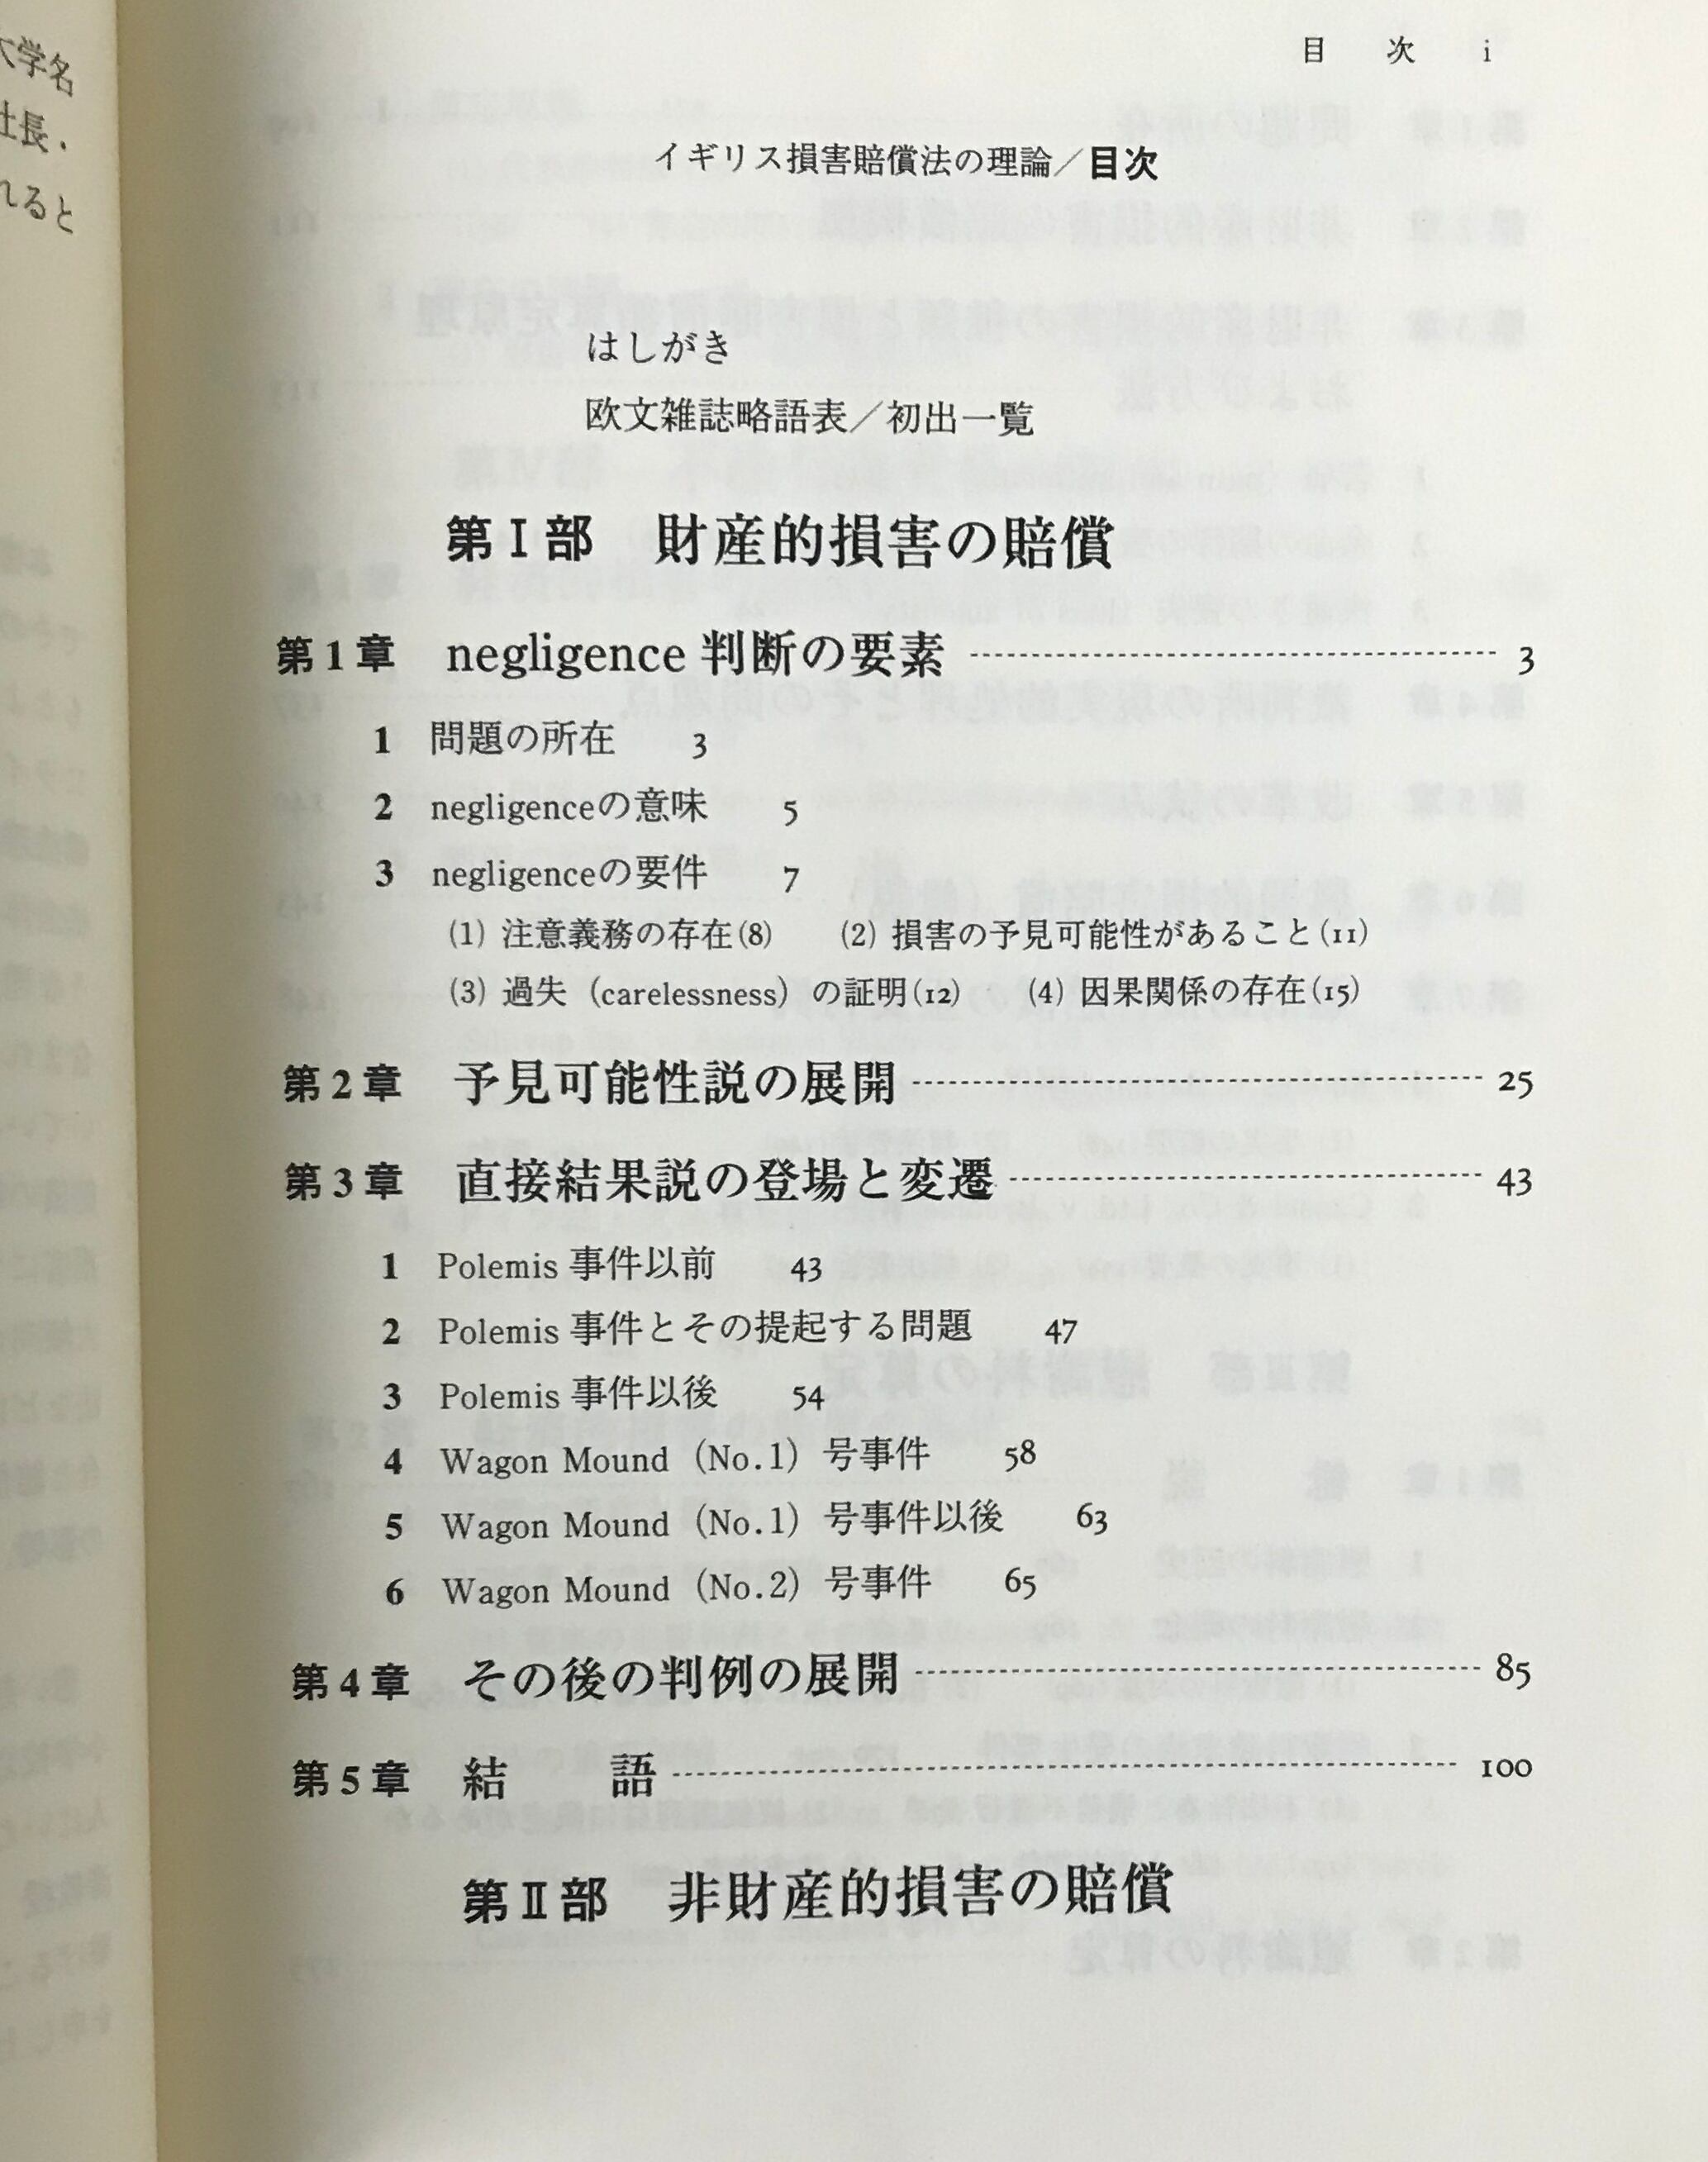 大学名
社長．
れると
目　次　i
イギリス損害賠償法の理論／目次
はしがき
欧文雑誌略語表／初出一覧
第Ⅰ部　財産的損害の賠償
第1章　negligence 判断の要素 3
1　問題の所在　3
2　negligenceの意味　5
3　negligenceの要件　7
(1) 注意義務の存在(8)　(2) 損害の予見可能性があること(11)
(3) 過失（carelessness）の証明(12)　(4) 因果関係の存在(15)
第2章　予見可能性説の展開 25
第3章　直接結果説の登場と変遷 43
1　Polemis 事件以前　43
2　Polemis 事件とその提起する問題　47
3　Polemis 事件以後　54
4　Wagon Mound（No.1）号事件　58
5　Wagon Mound（No.1）号事件以後　63
6　Wagon Mound（No.2）号事件　65
第4章　その後の判例の展開 85
第5章　結　　語 100
第Ⅱ部　非財産的損害の賠償